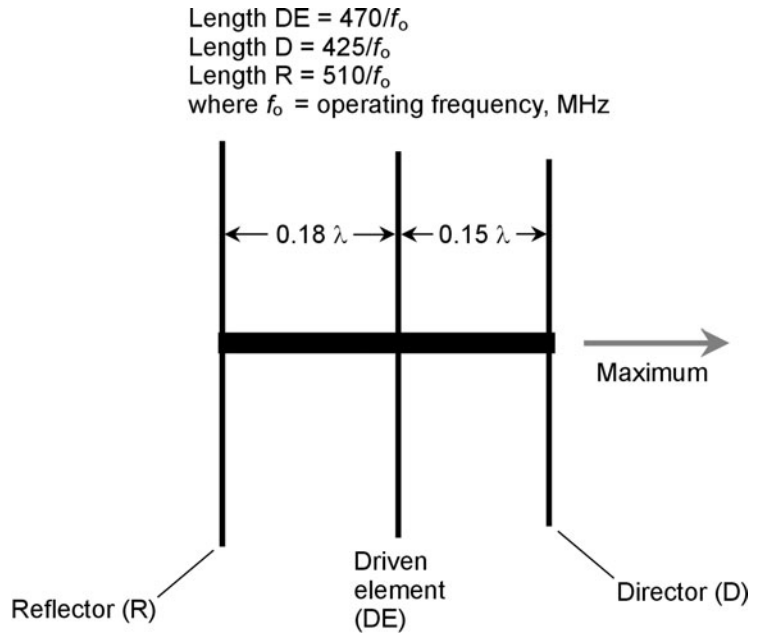 Length DE = 470/fₒ
Length D = 425/fₒ
Length R = 510/fₒ
where fₒ = operating frequency, MHz
0.18 λ
0.15 λ
Maximum
Driven
element
(DE)
Director (D)
Reflector (R)